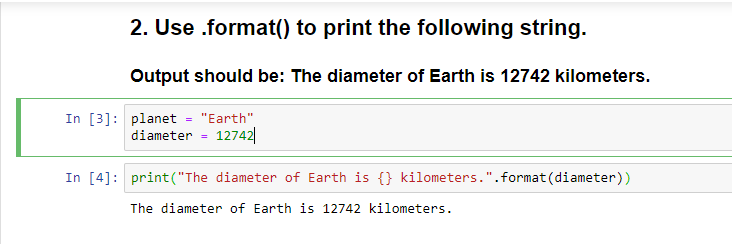 2. Use .format() to print the following string.
Output should be: The diameter of Earth is 12742 kilometers.
In [3]: planet = "Earth"
diameter = 12742
In [4]: print("The diameter of Earth is {} kilometers.".format(diameter))
The diameter of Earth is 12742 kilometers.